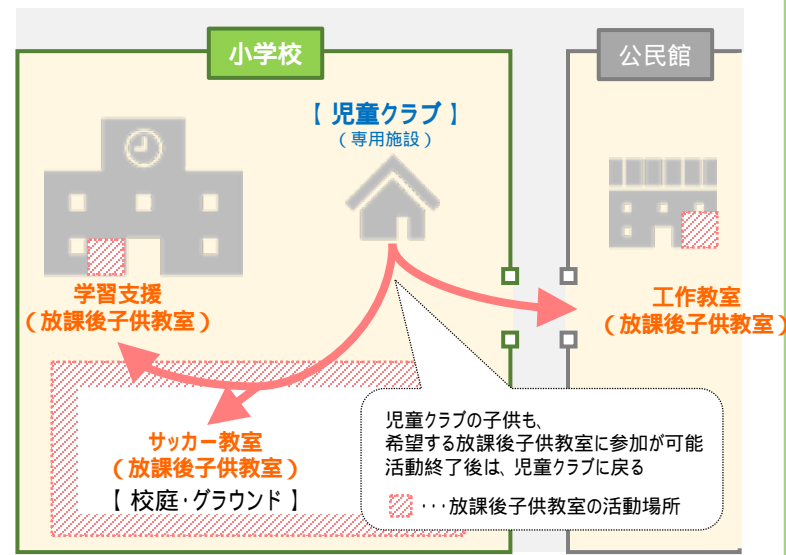 小学校
公民館
【 児童クラブ 】
（専用施設）
学習支援
（放課後子供教室）
工作教室
（放課後子供教室）
サッカー教室
（放課後子供教室）
【 校庭・グラウンド 】
児童クラブの子供も、
希望する放課後子供教室に参加が可能
活動終了後は、児童クラブに戻る
・・・放課後子供教室の活動場所